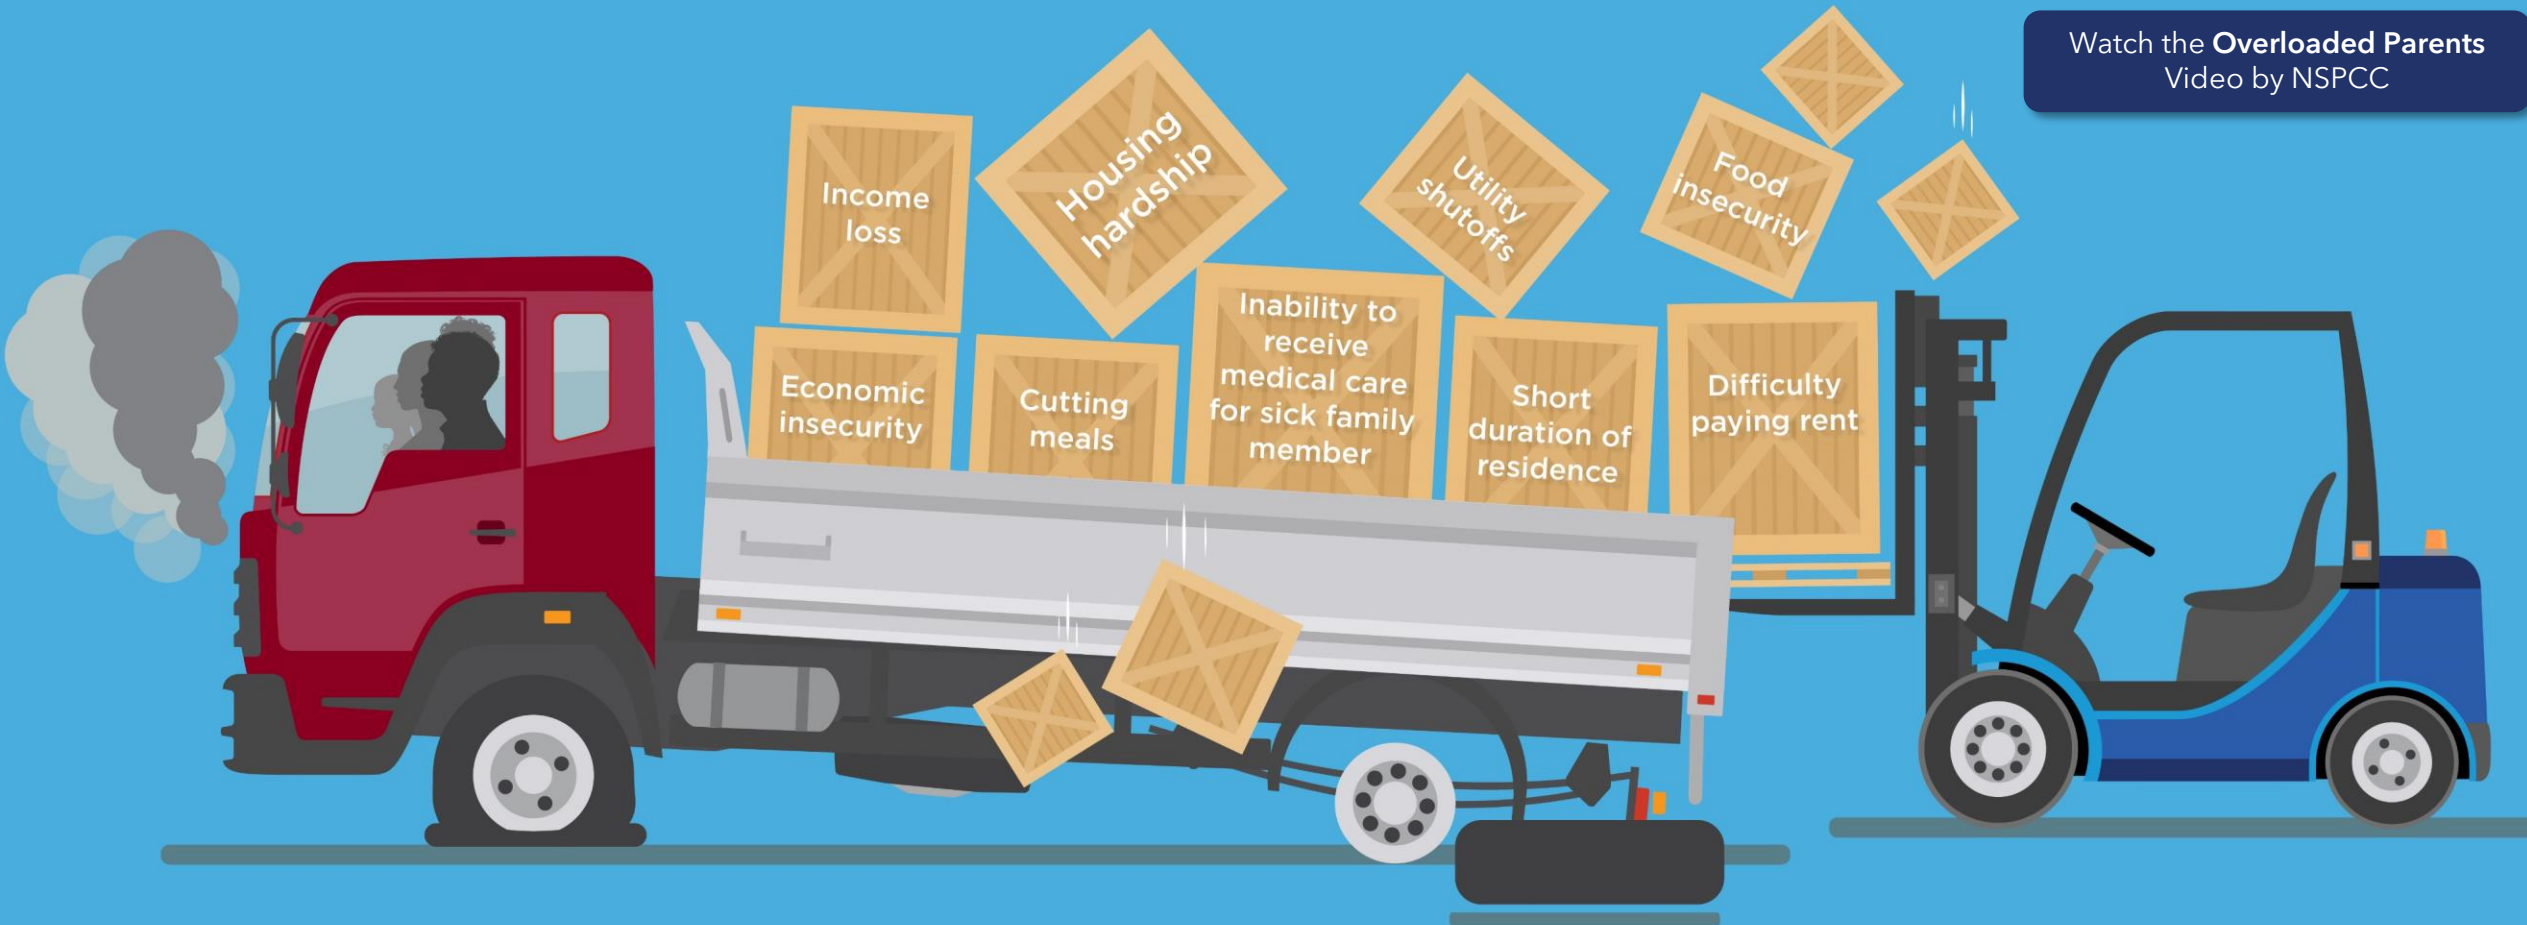 Watch the Overloaded Parents
Video by NSPCC
Income
loss
Housing
hardship
Utility
shutoffs
Food
insecurity
Economic
insecurity
Cutting
meals
Inability to
receive
medical care
for sick family
member
Short
duration of
residence
Difficulty
paying rent